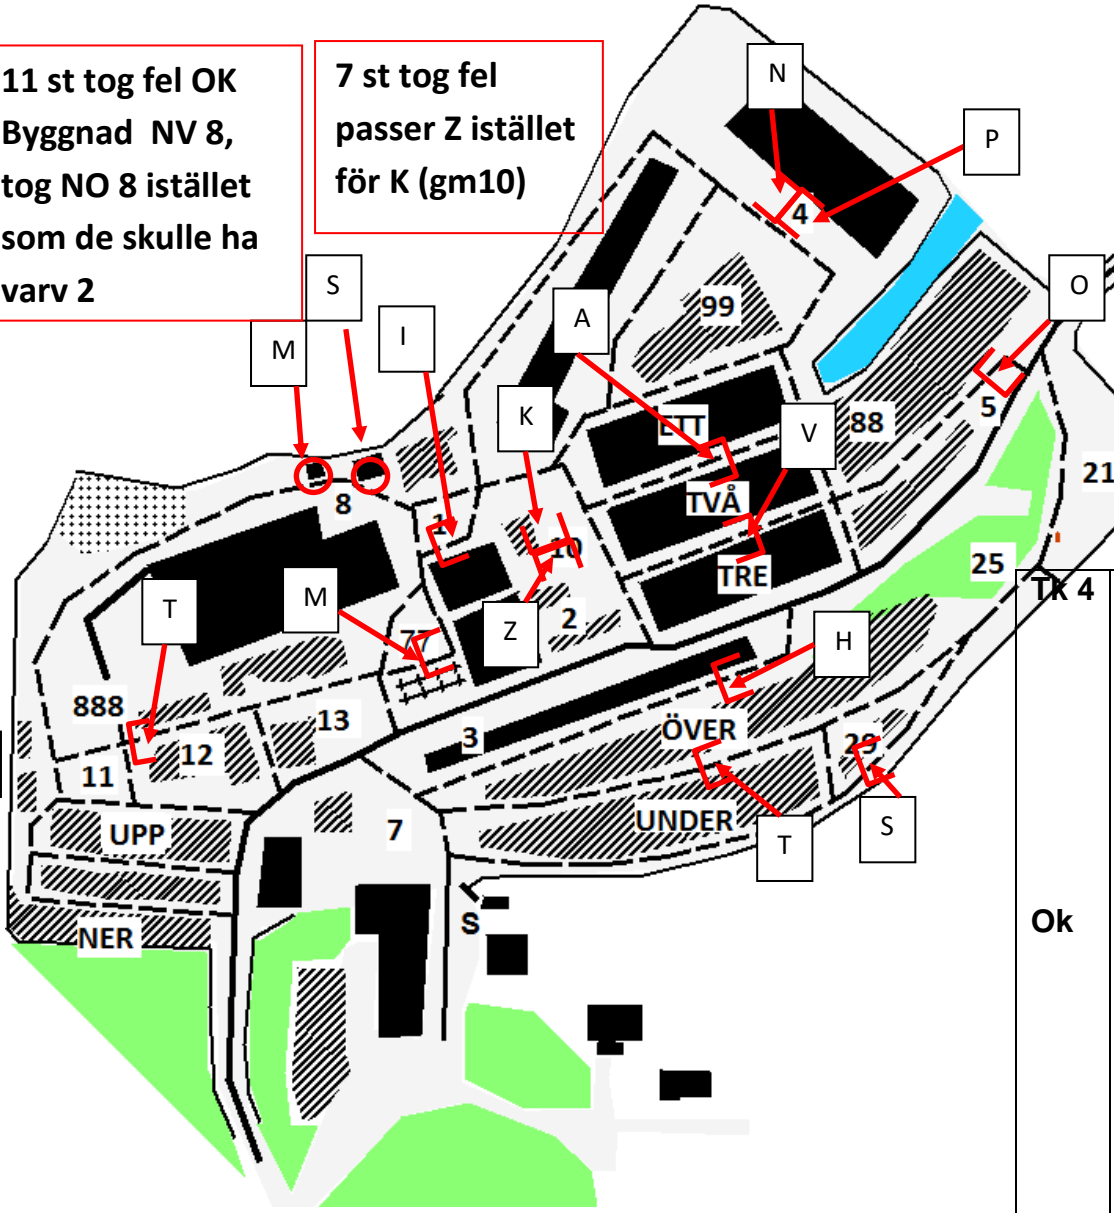 11 st tog fel OK
Byggnad NV 8,
tog NO 8 istället
som de skulle ha
varv 2
7 st tog fel
passer Z istället
för K (gm10)
N
P
S
O
M
I
A
K
V
4
99
ETT
88
5
21
8
1
TVÅ
10
TRE
25
Tk 4
T
M
77
Z
2
H
888
13
3
ÖVER
29
12
11
UPP
7
UNDER
T
S
S
NER
Ok